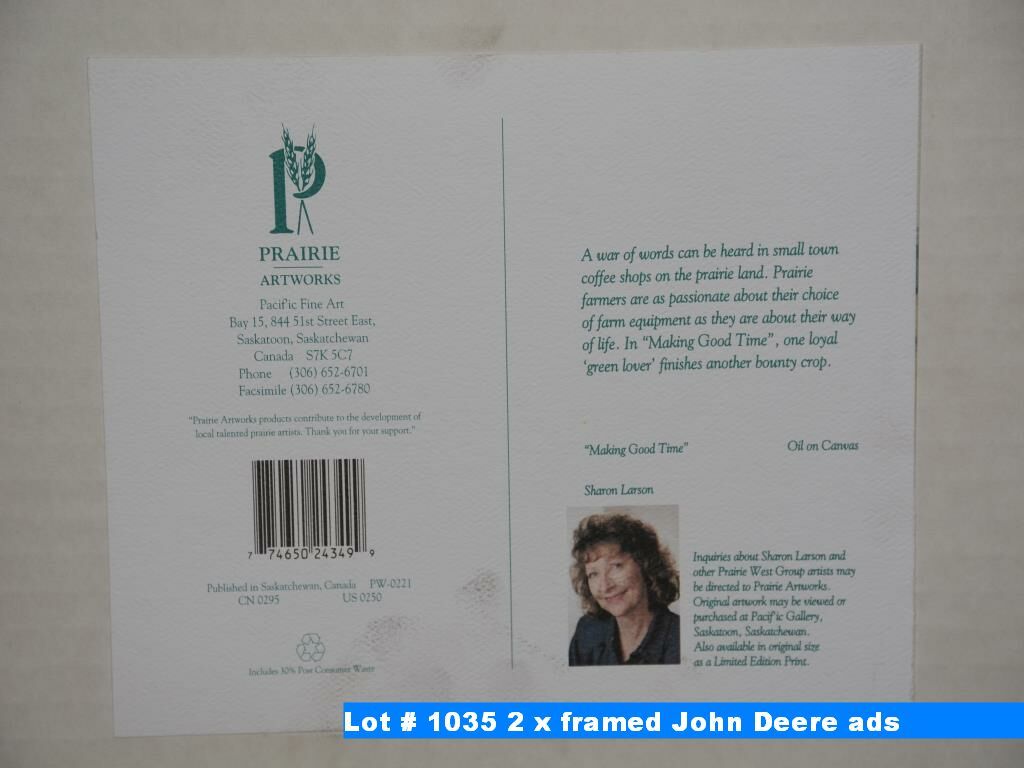 PRAIRIE
ARTWORKS
Pacific Fine Art
Bay 15, 844 51st Street East,
Saskatoon, Saskatchewan
Canada S7K 5C7
Phone (306) 652-6701
Facsimile (306) 652-6780
"Prairie Artworks products contribute to the development of
local talented prairie artists. Thank you for your support."
7 74650 24349 9
Published in Saskatchewan, Canada PW-0221
CN 0295 US 0250
Includes 30% Post Consumer Waste
A war of words can be heard in small town
coffee shops on the prairie land. Prairie
farmers are as passionate about their choice
of farm equipment as they are about their way
of life. In "Making Good Time", one loyal
'green lover' finishes another bounty crop.
"Making Good Time" Oil on Canvas
Sharon Larson
Inquiries about Sharon Larson and
other Prairie West Group artists may
be directed to Prairie Artworks.
Original artwork may be viewed or
purchased at Pacific Gallery,
Saskatoon, Saskatchewan.
Also available in original size
as a Limited Edition Print.
Lot # 1035 2 x framed John Deere ads